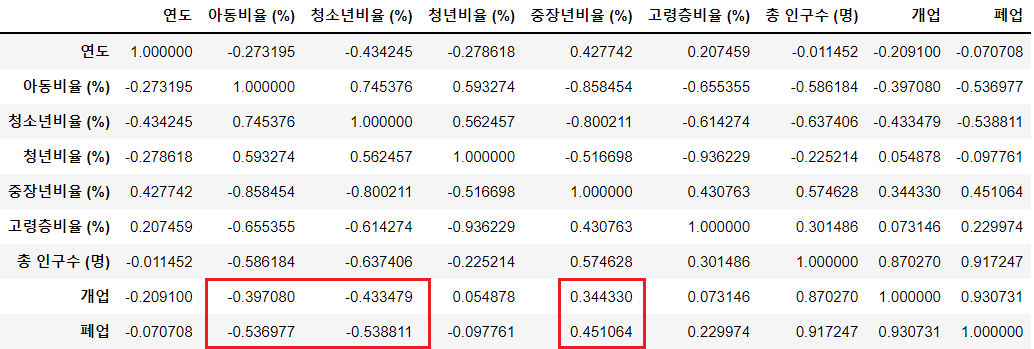 연도 아동비율 (%) 청소년비율 (%) 청년비율 (%) 중장년비율 (%) 고령층비율 (%) 총 인구수 (명) 개업 폐업
연도 1.000000 -0.273195 -0.434245 -0.278618 0.427742 0.207459 -0.011452 -0.209100 -0.070708
아동비율 (%) -0.273195 1.000000 0.745376 0.593274 -0.858454 -0.655355 -0.586184 -0.397080 -0.536977
청소년비율 (%) -0.434245 0.745376 1.000000 0.562457 -0.800211 -0.614274 -0.637406 -0.433479 -0.538811
청년비율 (%) -0.278618 0.593274 0.562457 1.000000 -0.516698 -0.936229 -0.225214 0.054878 -0.097761
중장년비율 (%) 0.427742 -0.858454 -0.800211 -0.516698 1.000000 0.430763 0.574628 0.344330 0.451064
고령층비율 (%) 0.207459 -0.655355 -0.614274 -0.936229 0.430763 1.000000 0.301486 0.073146 0.229974
총 인구수 (명) -0.011452 -0.586184 -0.637406 -0.225214 0.574628 0.301486 1.000000 0.870270 0.917247
개업 -0.209100 -0.397080 -0.433479 0.054878 0.344330 0.073146 0.870270 1.000000 0.930731
폐업 -0.070708 -0.536977 -0.538811 -0.097761 0.451064 0.229974 0.917247 0.930731 1.000000